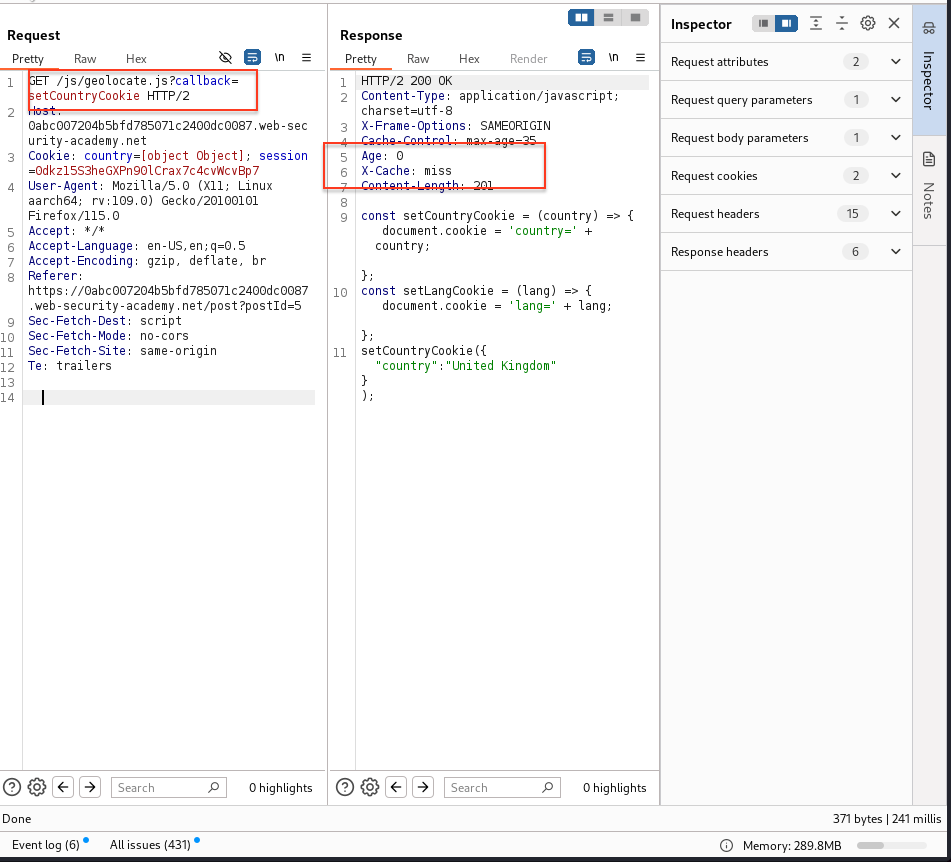 Request
Pretty Raw Hex \n
1 GET /js/geolocate.js?callback=
setCountryCookie HTTP/2
2 Host:
0abc007204b5bfd785071c2400dc0087.web-sec
urity-academy.net
3 Cookie: country=[object Object]; session
=0dkz15S3heGXPn90lCrax7c4cvWcvBp7
4 User-Agent: Mozilla/5.0 (X11; Linux
aarch64; rv:109.0) Gecko/20100101
Firefox/115.0
5 Accept: */*
6 Accept-Language: en-US,en;q=0.5
7 Accept-Encoding: gzip, deflate, br
8 Referer:
https://0abc007204b5bfd785071c2400dc0087
.web-security-academy.net/post?postId=5
9 Sec-Fetch-Dest: script
10 Sec-Fetch-Mode: no-cors
11 Sec-Fetch-Site: same-origin
12 Te: trailers
13
14
Search 0 highlights
Response
Pretty Raw Hex Render \n
1 HTTP/2 200 OK
2 Content-Type: application/javascript;
charset=utf-8
3 X-Frame-Options: SAMEORIGIN
4 Cache-Control: max-age=35
5 Age: 0
6 X-Cache: miss
7 Content-Length: 201
8
9 const setCountryCookie = (country) => {
document.cookie = 'country=' +
country;
};
10 const setLangCookie = (lang) => {
document.cookie = 'lang=' + lang;
};
11 setCountryCookie({
"country":"United Kingdom"
}
);
Search 0 highlights
Inspector
Request attributes 2
Request query parameters 1
Request body parameters 1
Request cookies 2
Request headers 15
Response headers 6
Inspector
Notes
Done 371 bytes | 241 millis
Event log (6) All issues (431) Memory: 289.8MB